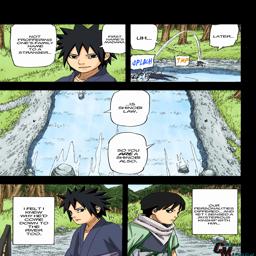 LATER...
UH...
SPLASH
TAP
FIRST
NAME'S
MADARA.
NOT
PROFFERING
ONE'S FAMILY
NAME TO
A STRANGER...
...IS
SHINOBI
LAW.
SO YOU
ARE A
SHINOBI
ALSO.
OUR
PERSONALITIES
DIFFERED... AND
YET I SENSED A
MYSTERIOUS
KINSHIP WITH
HIM...
I FELT I
KNEW
WHY HE'D
COME
DOWN TO
THE
RIVER
TOO.